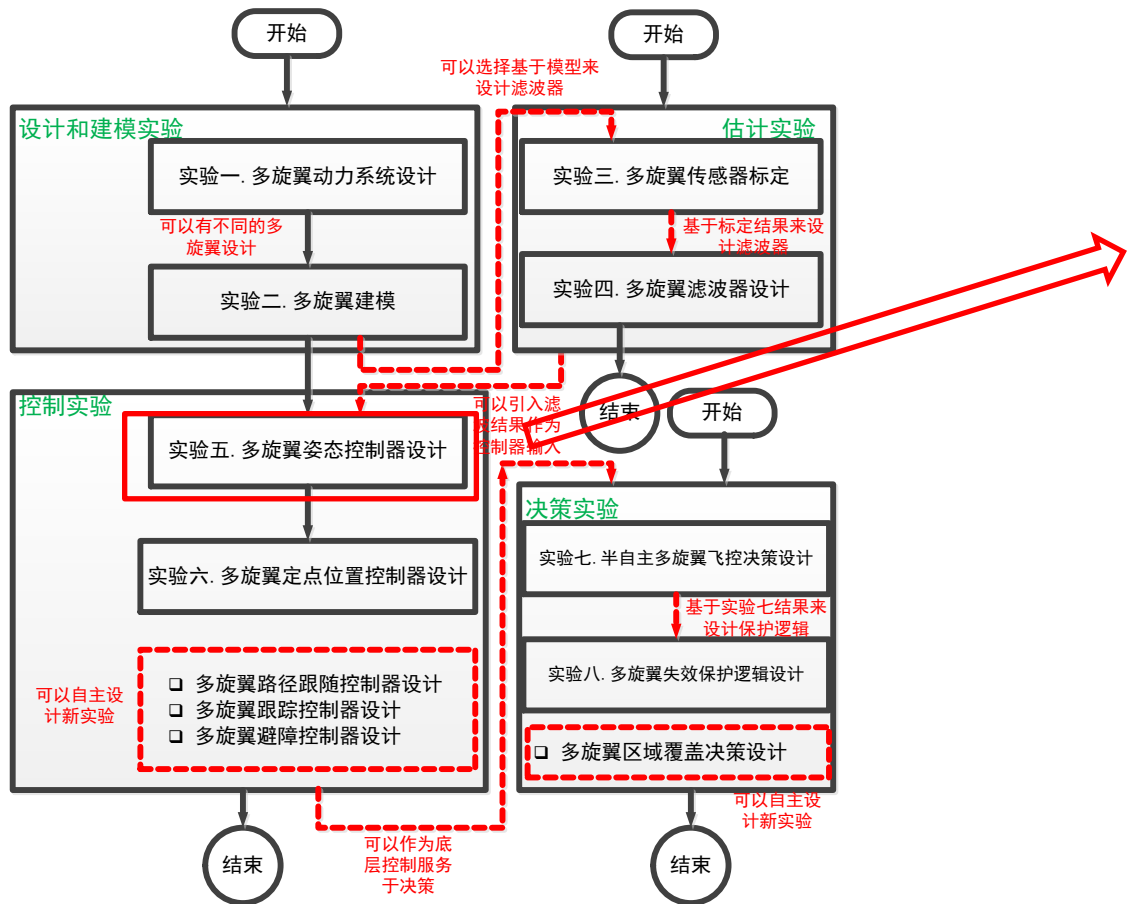 开始
开始
可以选择基于模型来
设计滤波器
设计和建模实验
实验一. 多旋翼动力系统设计
可以有不同的多
旋翼设计
实验二. 多旋翼建模
估计实验
实验三. 多旋翼传感器标定
基于标定结果来设
计滤波器
实验四. 多旋翼滤波器设计
结束
控制实验
实验五. 多旋翼姿态控制器设计
可以引入滤
波结果作为
控制器输入
实验六. 多旋翼定点位置控制器设计
可以自主设
计新实验
❑ 多旋翼路径跟随控制器设计
❑ 多旋翼跟踪控制器设计
❑ 多旋翼避障控制器设计
结束
可以作为底
层控制服务
于决策
开始
决策实验
实验七. 半自主多旋翼飞控决策设计
基于实验七结果来
设计保护逻辑
实验八. 多旋翼失效保护逻辑设计
❑ 多旋翼区域覆盖决策设计
可以自主设
计新实验
结束